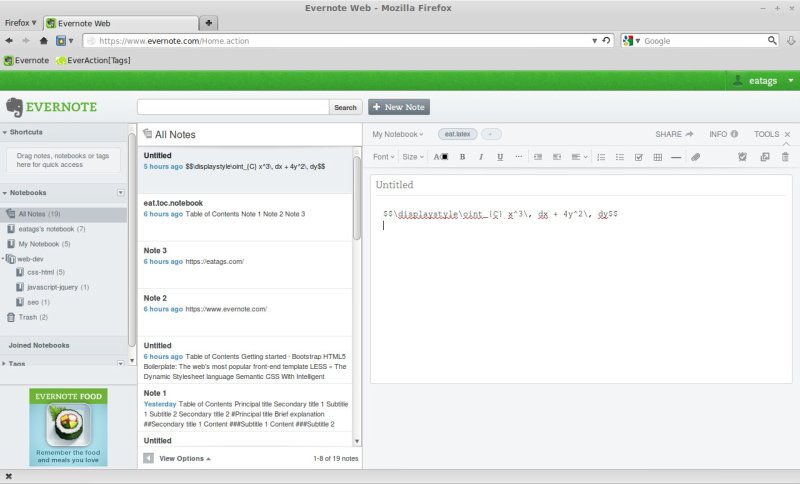 Evernote Web - Mozilla Firefox
Firefox
Evernote Web
https://www.evernote.com/Home.action
Google
Evernote
EverAction[Tags]
eatags
EVERNOTE
Search
New Note
Shortcuts
Drag notes, notebooks or tags
here for quick access
Notebooks
All Notes (19)
eatags's notebook (7)
My Notebook (5)
web-dev
css-html (5)
javascript-jquery (1)
seo (1)
Trash (2)
Joined Notebooks
Tags
EVERNOTE FOOD
Remember the food
and meals you love
All Notes
Untitled
5 hours ago $$\displaystyle\oint_{C} x^3\, dx + 4y^2\, dy$$
eat.toc.notebook
6 hours ago Table of Contents Note 1 Note 2 Note 3
Note 3
6 hours ago https://eatags.com/
Note 2
6 hours ago https://www.evernote.com/
Untitled
6 hours ago Table of Contents Getting started · Bootstrap HTML5
Boilerplate: The web's most popular front-end template LESS « The
Dynamic Stylesheet language Semantic CSS With Intelligent
Note 1
Yesterday Table of Contents Principal title Secondary title 1 Subtitle
1 Subtitle 2 Secondary title 2 #Principal title Brief explanation
##Secondary title 1 Content ###Subtitle 1 Content ###Subtitle 2
Untitled
View Options
1-8 of 19 notes
My Notebook
eat.latex
+
SHARE
INFO
TOOLS
Font
Size
A
B
I
U
...
Untitled
$$\displaystyle\oint_{C} x^3\, dx + 4y^2\, dy$$